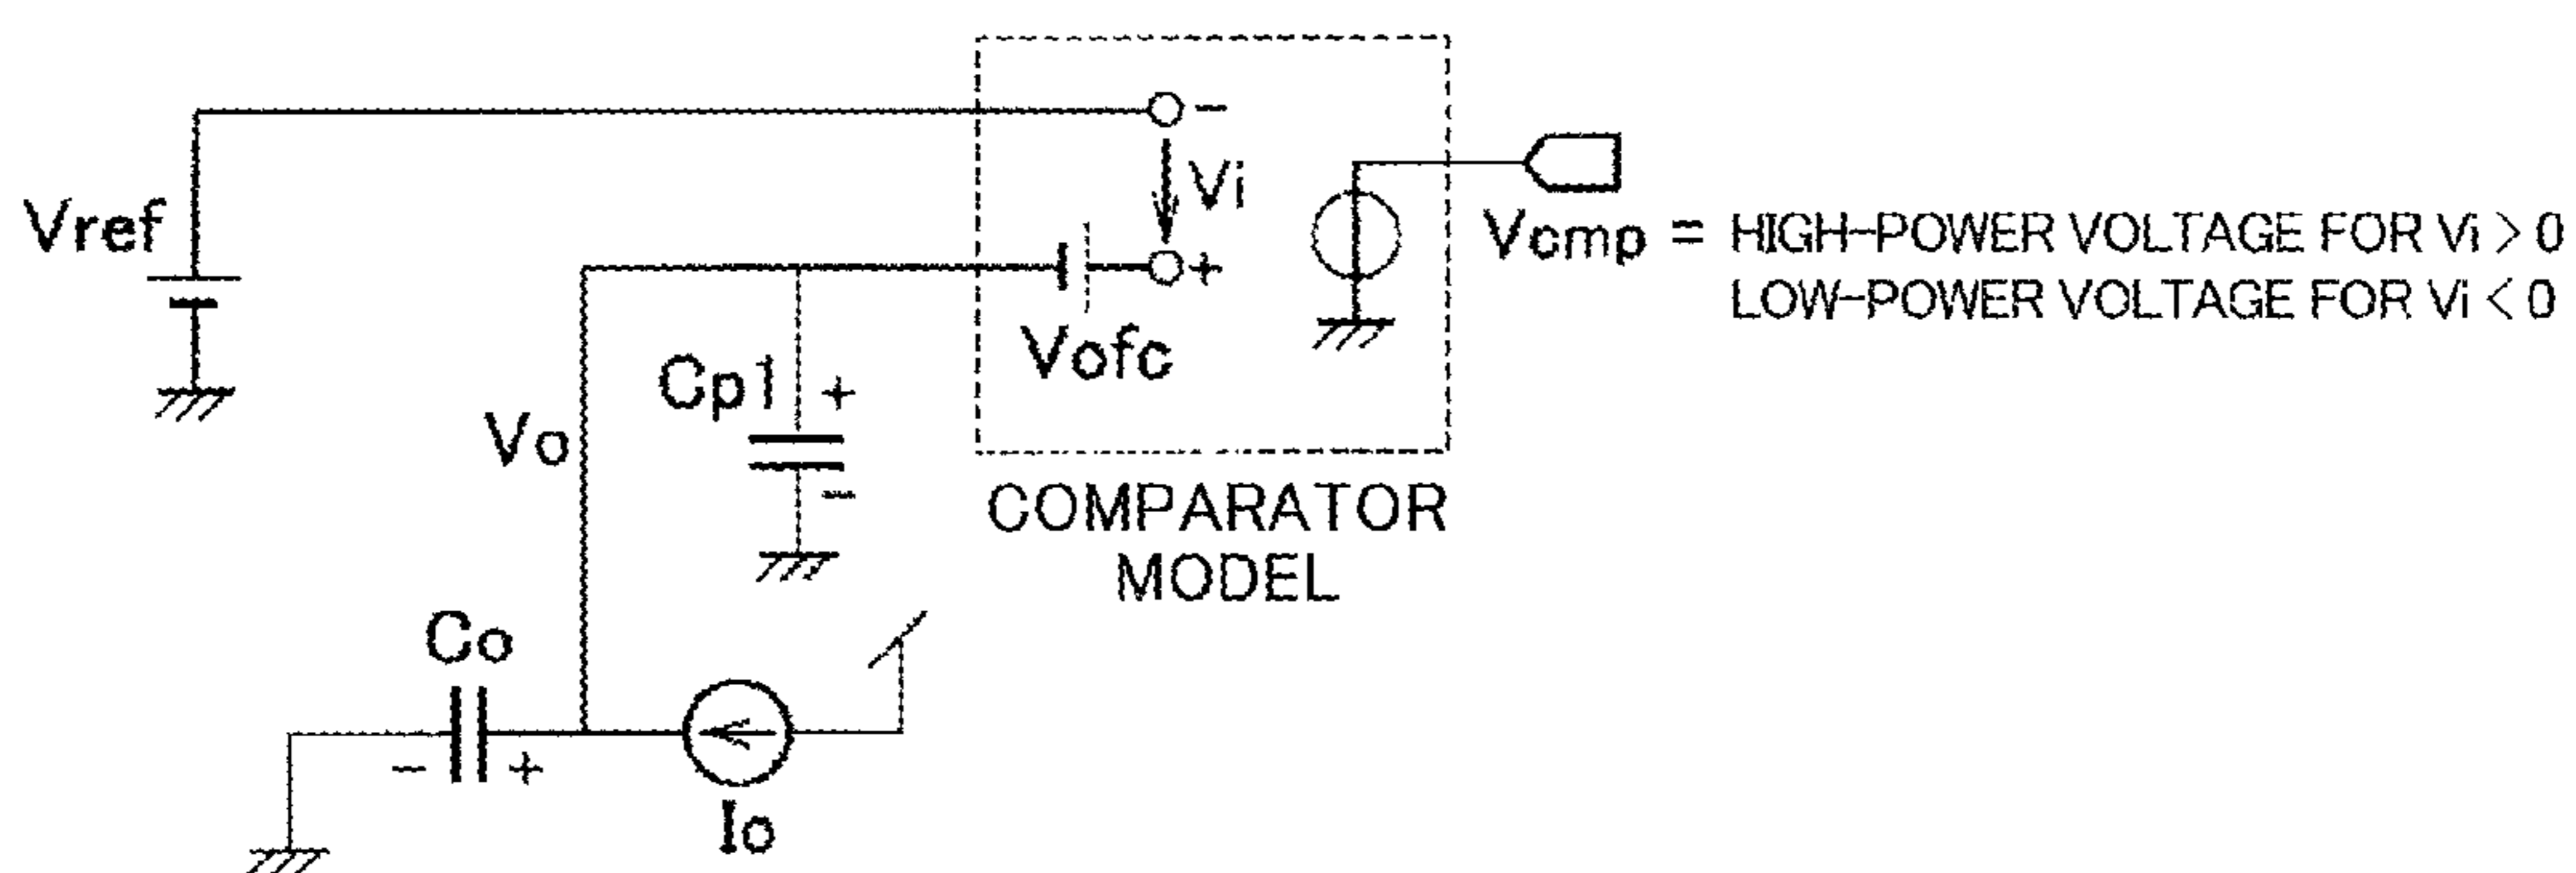 -
Vi
Vref
+
Vcmp = HIGH-POWER VOLTAGE FOR Vi > 0
LOW-POWER VOLTAGE FOR Vi < 0
Vofc
Cp1
+
Vo
-
COMPARATOR
MODEL
Co
- +
Io